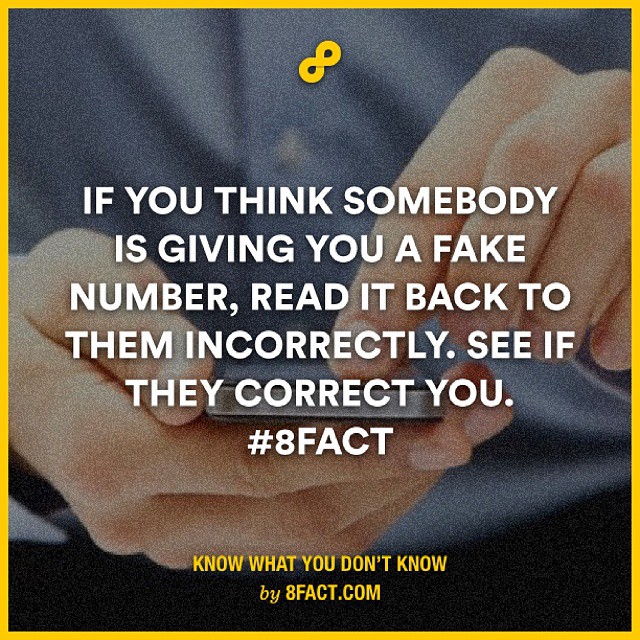 IF YOU THINK SOMEBODY
IS GIVING YOU A FAKE
NUMBER, READ IT BACK TO
THEM INCORRECTLY. SEE IF
THEY CORRECT YOU.
#8FACT
KNOW WHAT YOU DON'T KNOW
by 8FACT.COM